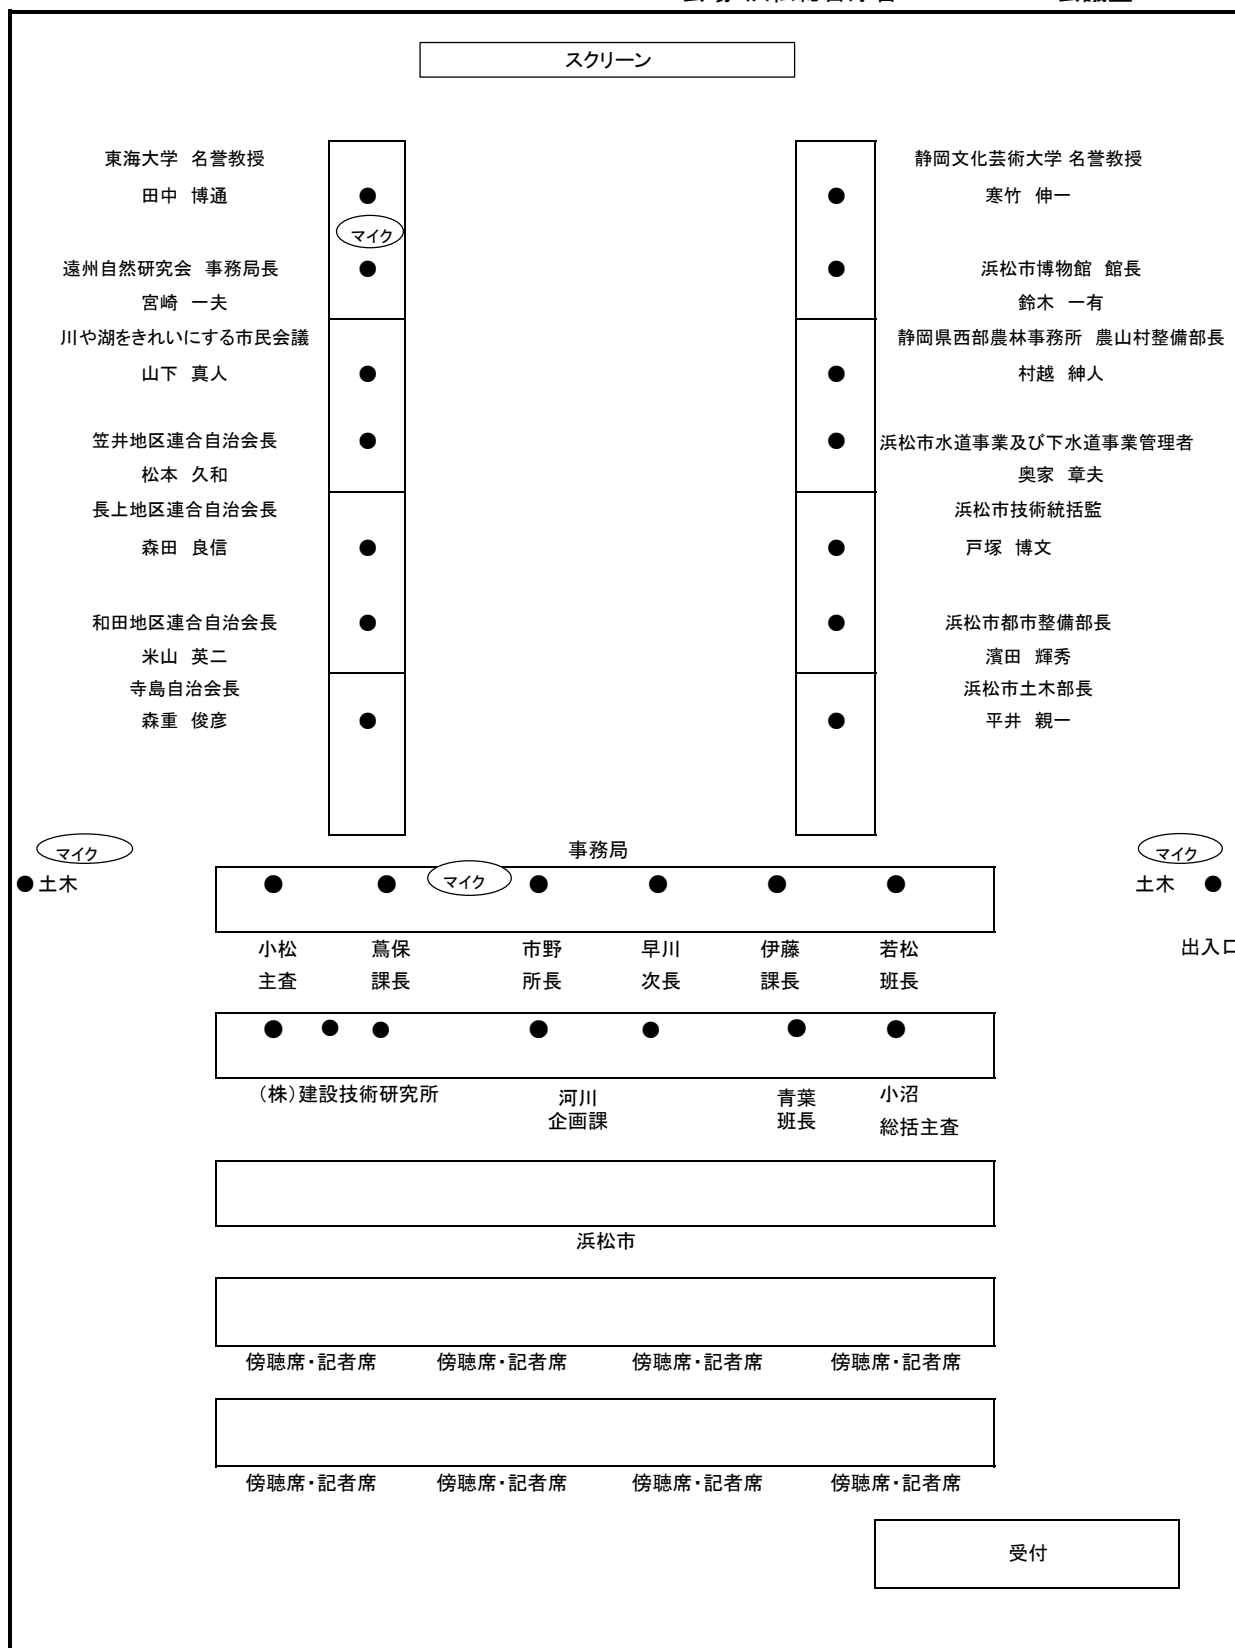 スクリーン
東海大学 名誉教授
静岡文化芸術大学 名誉教授
田中 博通
寒竹 伸一
マイク
遠州自然研究会 事務局長
浜松市博物館 館長
宮崎 一夫
鈴木 一有
川や湖をきれいにする市民会議
静岡県西部農林事務所 農山村整備部長
山下 真人
村越 紳人
笠井地区連合自治会長
浜松市水道事業及び下水道事業管理者
松本 久和
奥家 章夫
長上地区連合自治会長
浜松市技術統括監
森田 良信
戸塚 博文
和田地区連合自治会長
浜松市都市整備部長
米山 英二
濱田 輝秀
寺島自治会長
浜松市土木部長
森重 俊彦
平井 親一
マイク
事務局
マイク
●土木
マイク
土木 ●
小松 蔦保 市野 早川 伊藤 若松
出入口
主査 課長 所長 次長 課長 班長
(株)建設技術研究所
河川
企画課
青葉
班長
小沼
総括主査
浜松市
傍聴席・記者席 傍聴席・記者席 傍聴席・記者席 傍聴席・記者席
傍聴席・記者席 傍聴席・記者席 傍聴席・記者席 傍聴席・記者席
受付